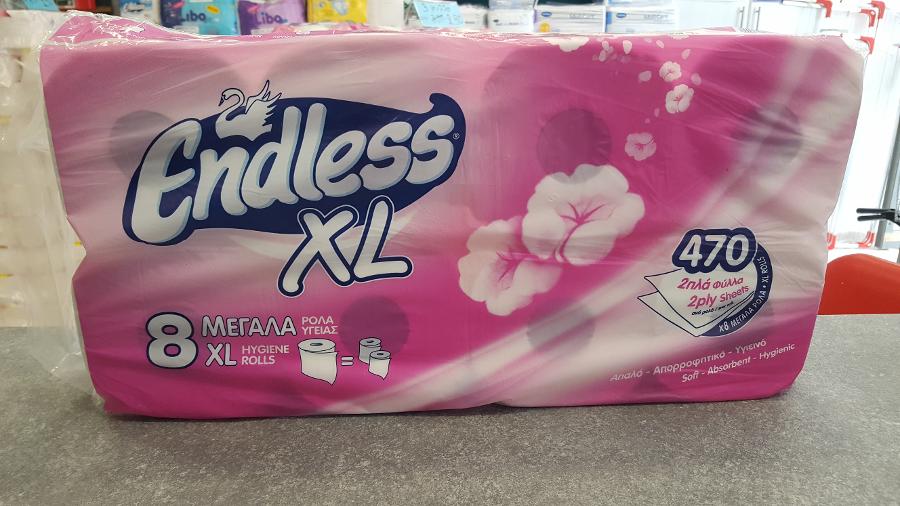 Libo
Libo
Endless®
XL
470
2πλά Φύλλα
2ply Sheets
X8 ΜΕΓΑΛΑ ΡΟΛΑ • XL ROLLS
8 ΜΕΓΑΛΑ ΡΟΛΑ ΥΓΕΙΑΣ
XL HYGIENE ROLLS
=
Απαλό - Απορροφητικό - Υγιεινό
Soft - Absorbent - Hygienic